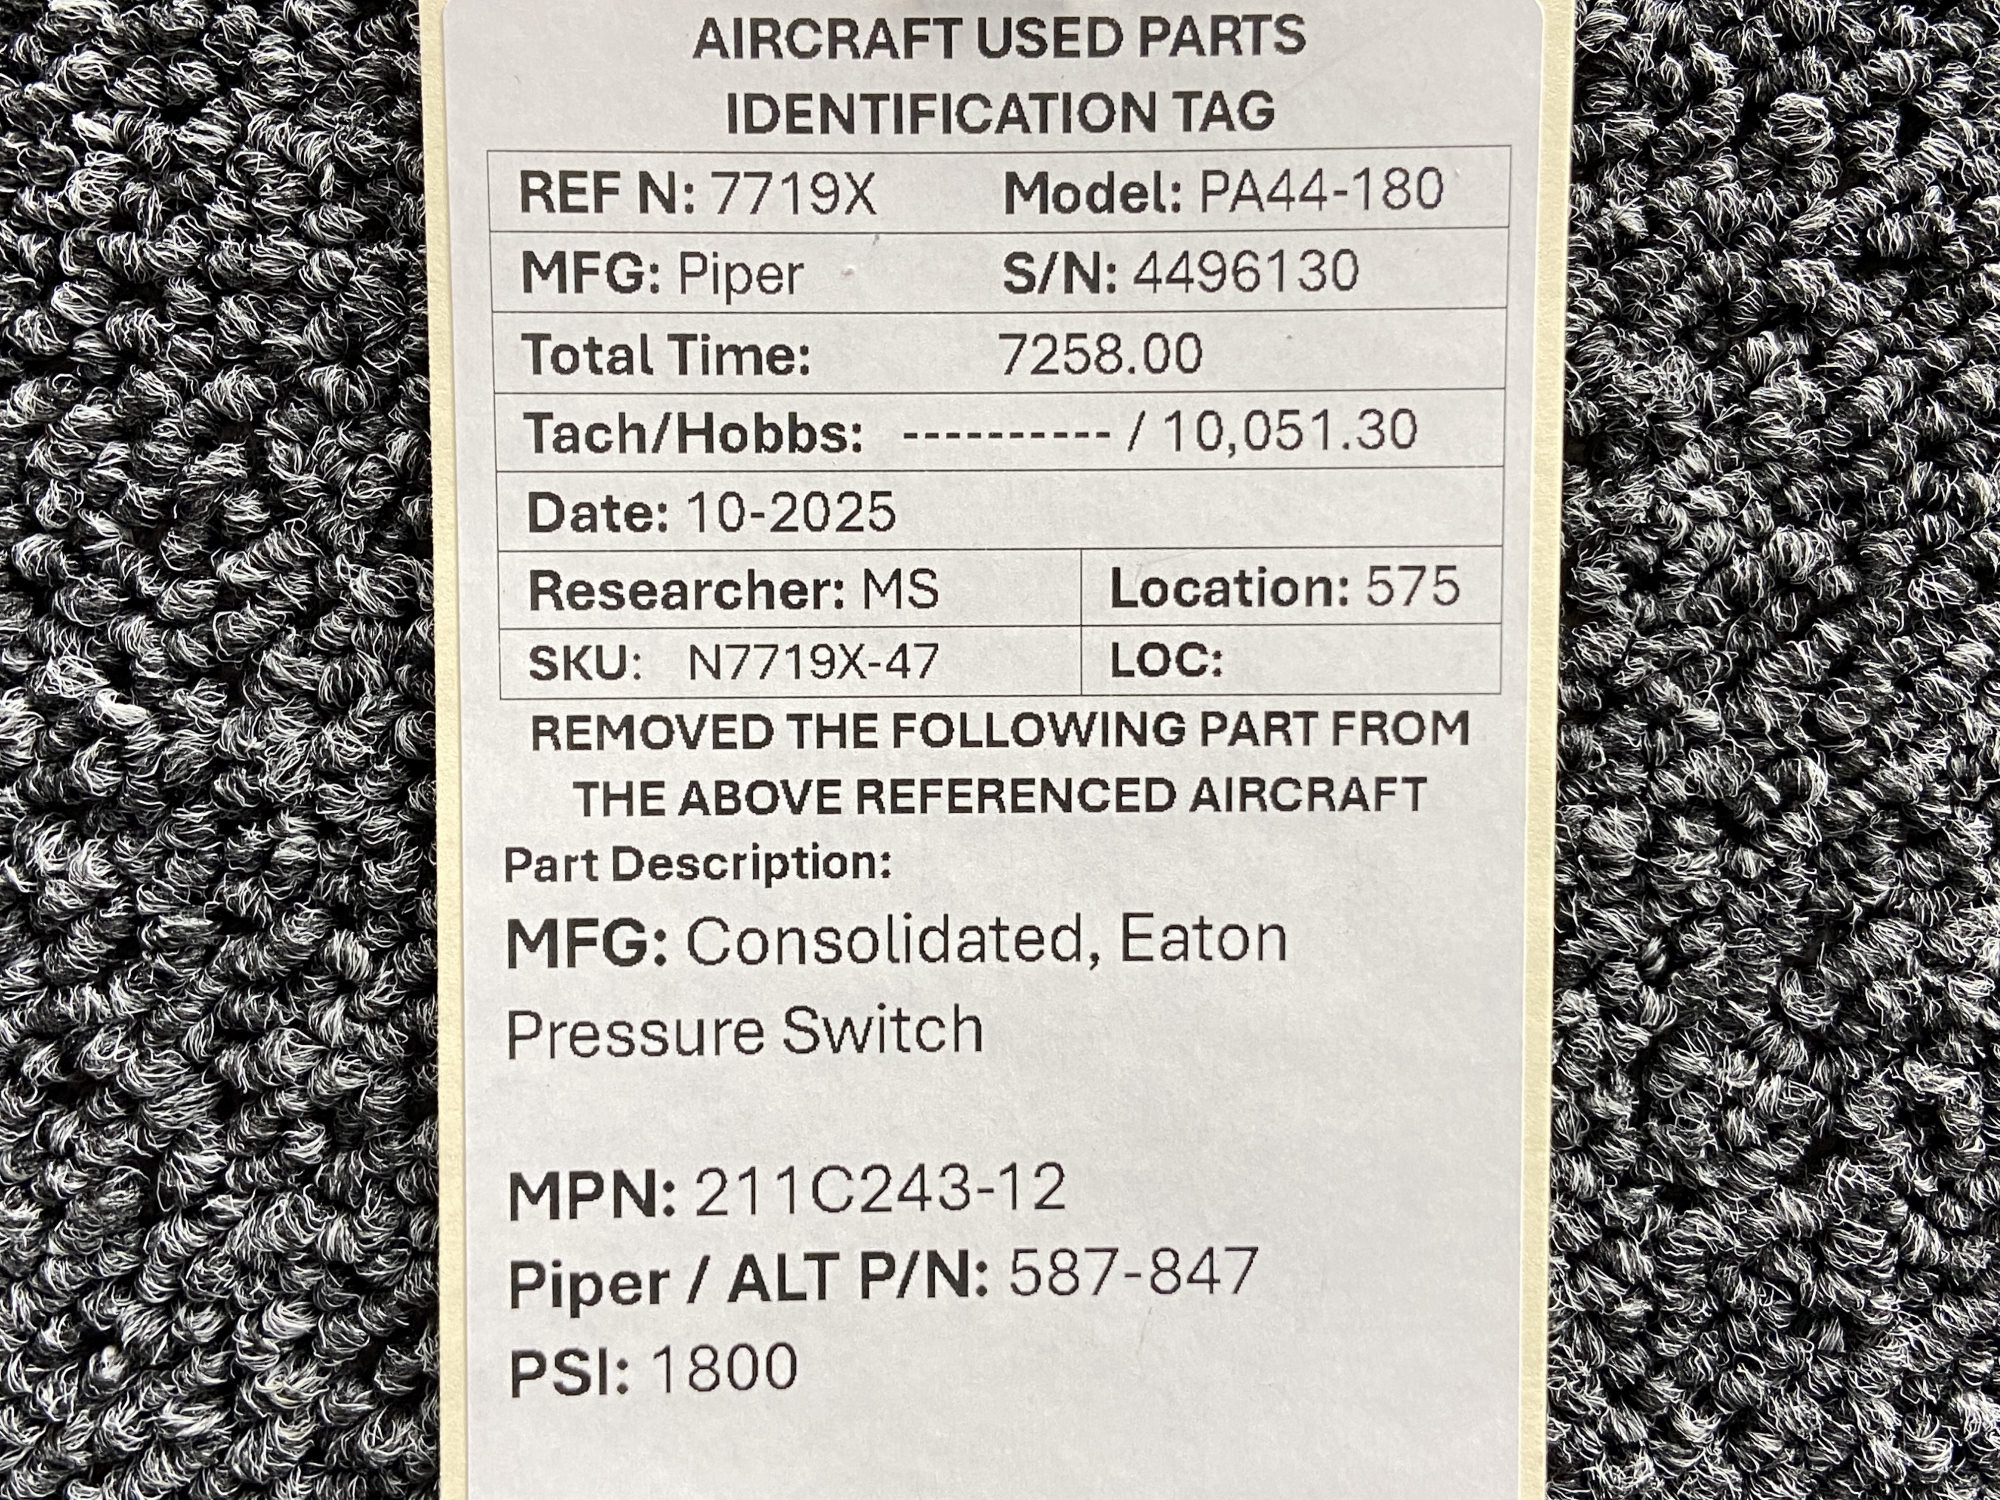 AIRCRAFT USED PARTS
IDENTIFICATION TAG
REF N: 7719X Model: PA44-180
MFG: Piper S/N: 4496130
Total Time: 7258.00
Tach/Hobbs: ---------- / 10,051.30
Date: 10-2025
Researcher: MS Location: 575
SKU: N7719X-47 LOC:
REMOVED THE FOLLOWING PART FROM
THE ABOVE REFERENCED AIRCRAFT
Part Description:
MFG: Consolidated, Eaton
Pressure Switch
MPN: 211C243-12
Piper / ALT P/N: 587-847
PSI: 1800